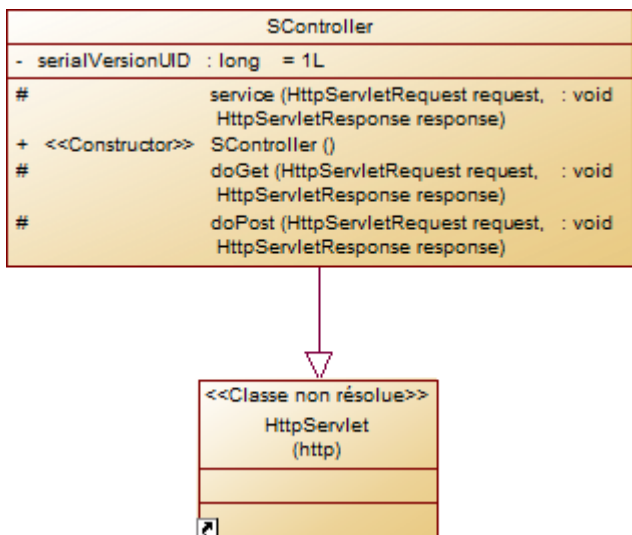 SController
- serialVersionUID : long = 1L
# service (HttpServletRequest request, : void
HttpServletResponse response)
+ <<Constructor>> SController ()
# doGet (HttpServletRequest request, : void
HttpServletResponse response)
# doPost (HttpServletRequest request, : void
HttpServletResponse response)
<<Classe non résolue>>
HttpServlet
(http)